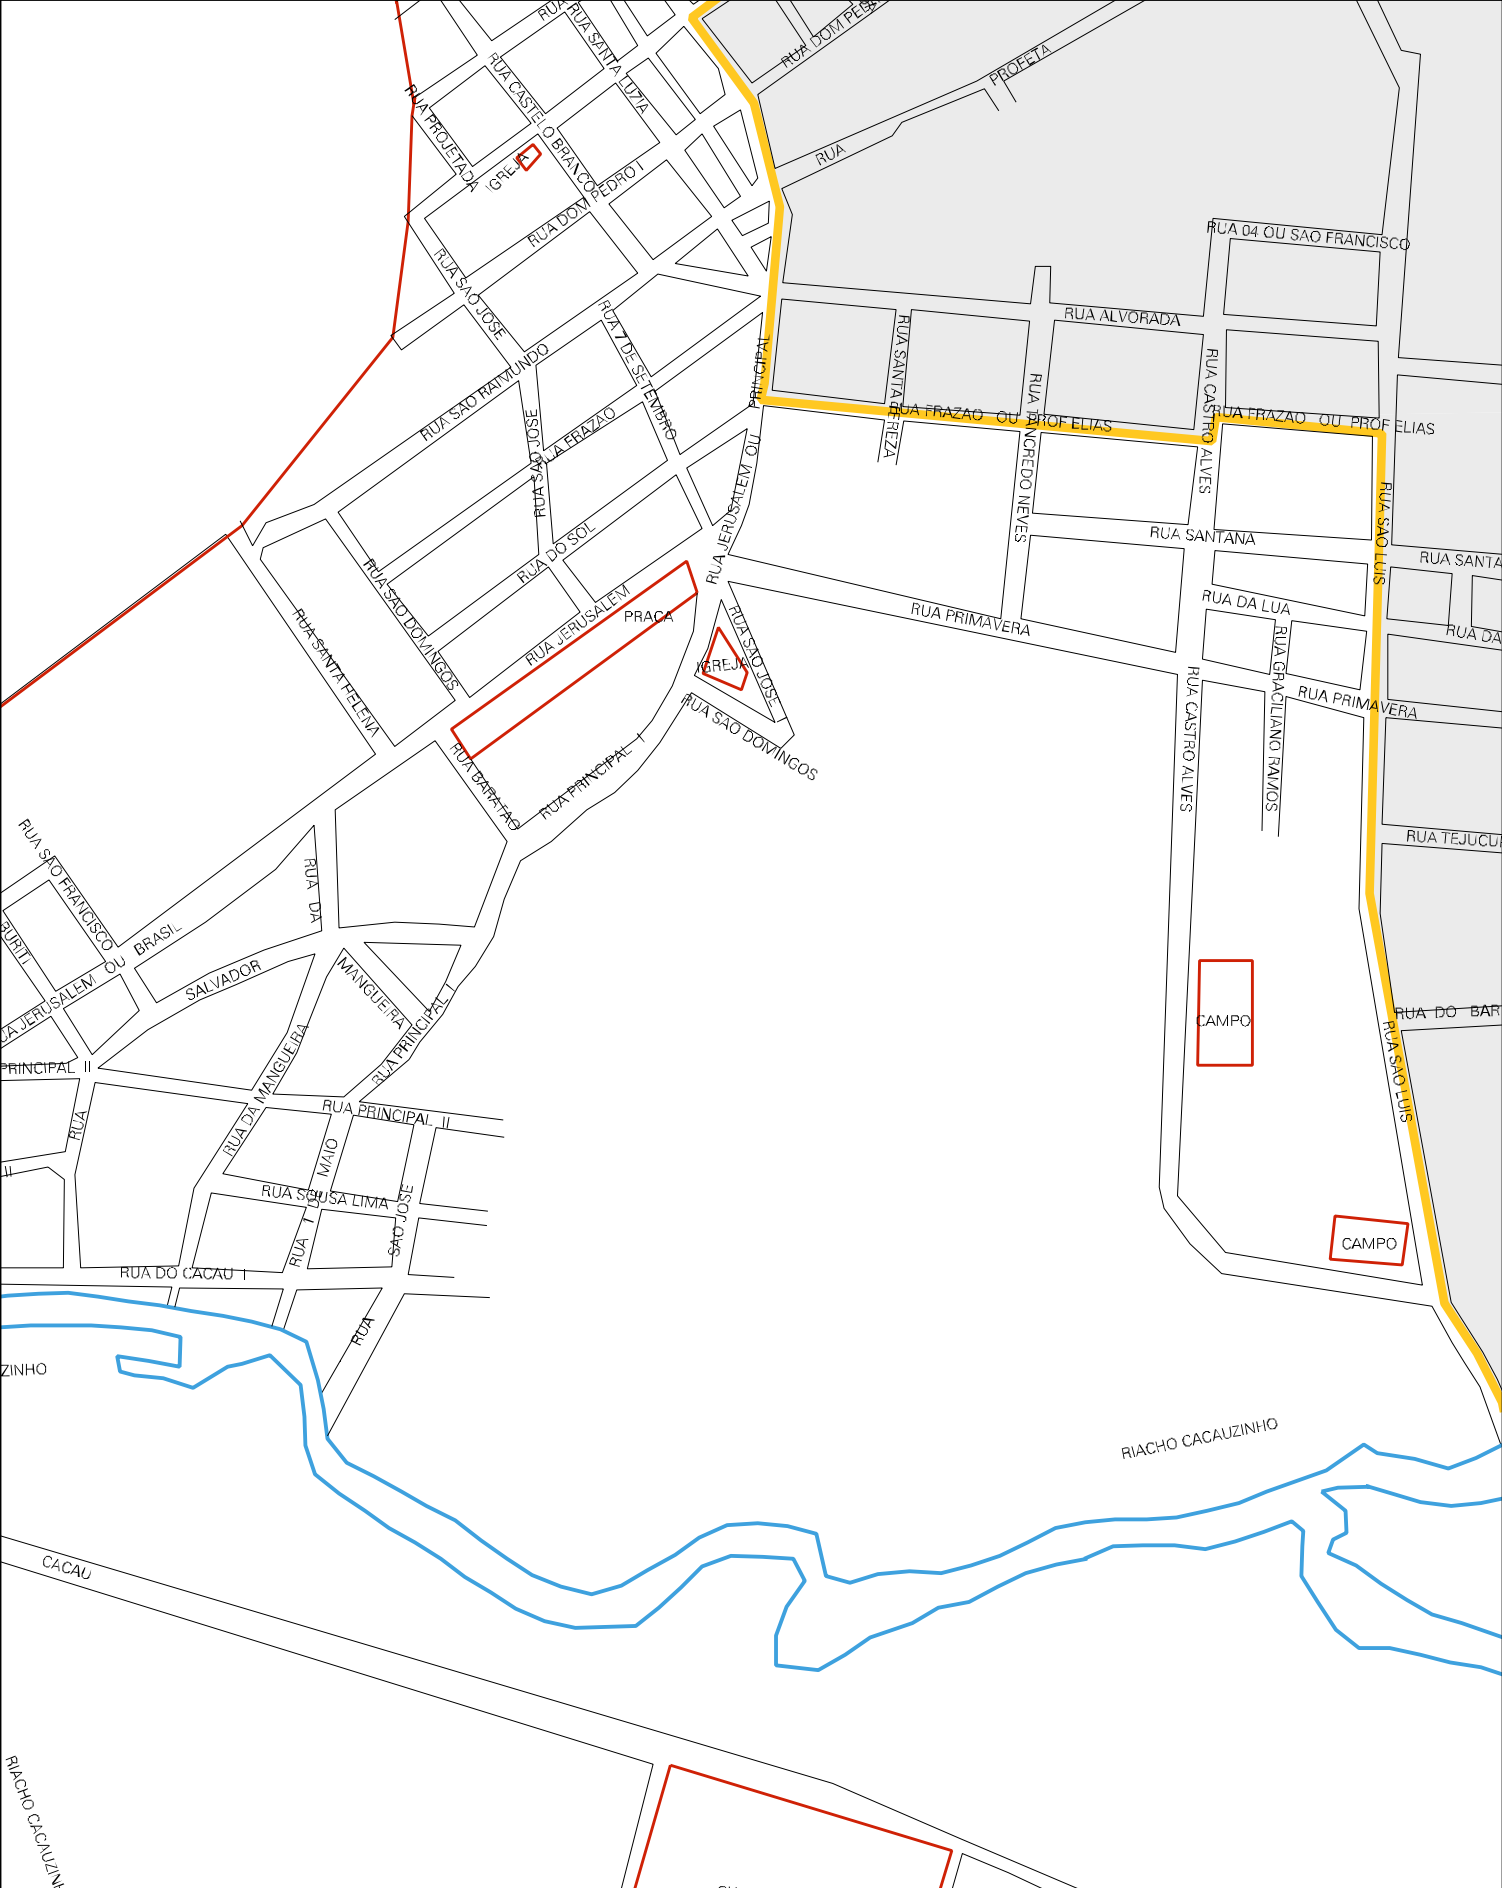 RUA
RUA SANTA LUZIA
RUA DOM PED
RUA CASTELO BRANCO
PROFETA
RUA PROJETADA
RUA
IGREJA
RUA DOM PEDRO I
RUA 04 OU SAO FRANCISCO
RUA SAO JOSE
RUA 7 DE SETEMBRO
RUA ALVORADA
RUA SANTA TEREZA
RUA CASTRO ALVES
PRINCIPAL
RUA SAO RAIMUNDO
RUA TANCREDO NEVES
RUA FRAZAO OU PROF ELIAS
RUA FRAZAO OU PROF ELIAS
RUA SAO JOSE
RUA FRAZAO
RUA JERUSALEM OU
RUA SAO LUIS
RUA DO SOL
RUA SANTANA
RUA SANTA
RUA SAO DOMINGOS
RUA JERUSALEM
PRACA
RUA SAO JOSE
RUA DA LUA
RUA PRIMAVERA
RUA DA
RUA SANTA HELENA
IGREJA
RUA GRACILIANO RAMOS
RUA CASTRO ALVES
RUA PRIMAVERA
RUA SAO DOMINGOS
RUA BARATAO
RUA PRINCIPAL I
RUA SAO FRANCISCO
RUA TEJUCU
RUA DA
BURITI
OU BRASIL
SALVADOR
MANGUEIRA
JERUSALEM
RUA PRINCIPAL I
CAMPO
RUA DO BAR
RUA SAO LUIS
PRINCIPAL II
RUA DA MANGUEIRA
RUA
RUA PRINCIPAL II
II
RUA 1 DE MAIO
RUA SOUSA LIMA
SAO JOSE
CAMPO
RUA DO CACAU I
RUA
ZINHO
RIACHO CACAUZINHO
CACAU
RIACHO CACAUZINH